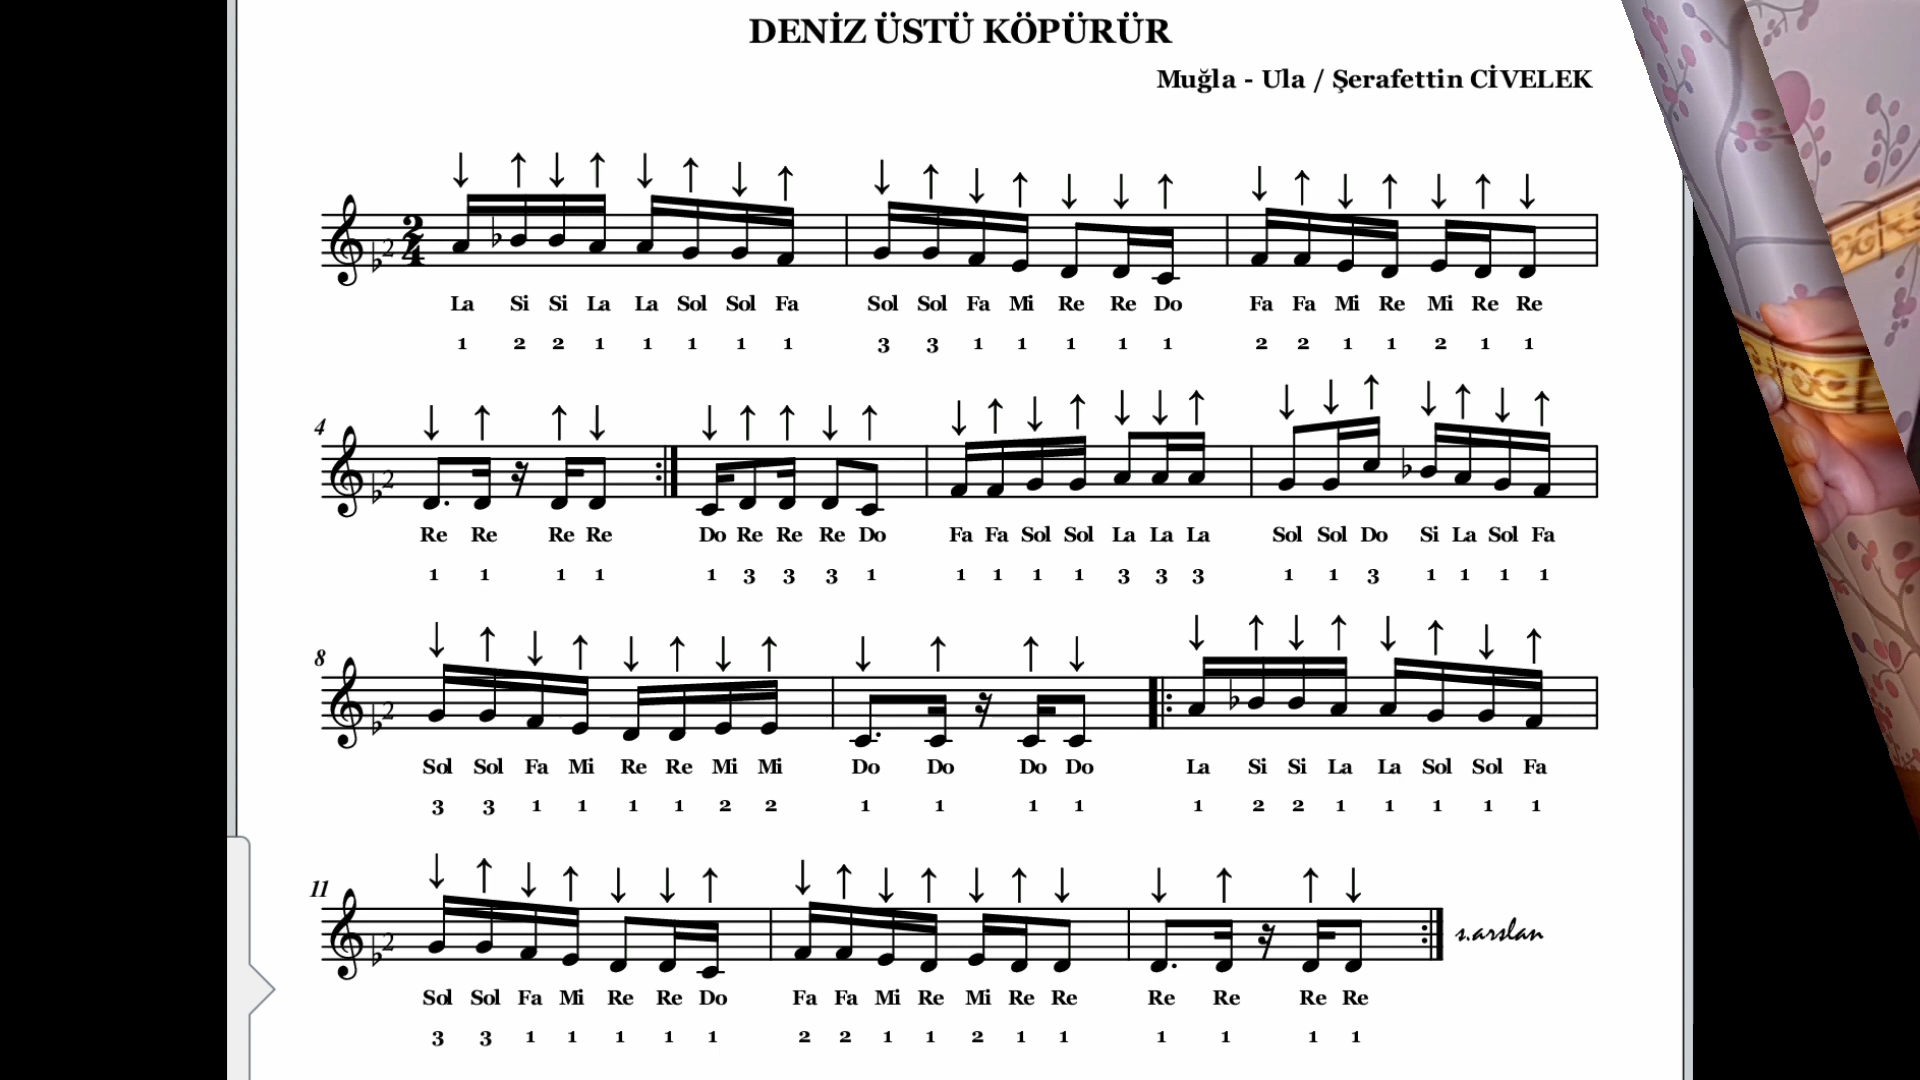 DENİZ ÜSTÜ KÖPÜRÜR
Muğla - Ula / Şerafettin CİVELEK
2 4
2
La Si Si La La Sol Sol Fa Sol Sol Fa Mi Re Re Do Fa Fa Mi Re Mi Re Re
1 2 2 1 1 1 1 1 3 3 1 1 1 1 1 2 2 1 1 2 1 1
4
2
Re Re Re Re Do Re Re Re Do Fa Fa Sol Sol La La La Sol Sol Do Si La Sol Fa
1 1 1 1 1 3 3 3 1 1 1 1 1 3 3 3 1 1 3 1 1 1 1
8
2
Sol Sol Fa Mi Re Re Mi Mi Do Do Do Do La Si Si La La Sol Sol Fa
3 3 1 1 1 1 2 2 1 1 1 1 1 2 2 1 1 1 1 1
11
2
s.arslan
Sol Sol Fa Mi Re Re Do Fa Fa Mi Re Mi Re Re Re Re Re Re
3 3 1 1 1 1 1 2 2 1 1 2 1 1 1 1 1 1